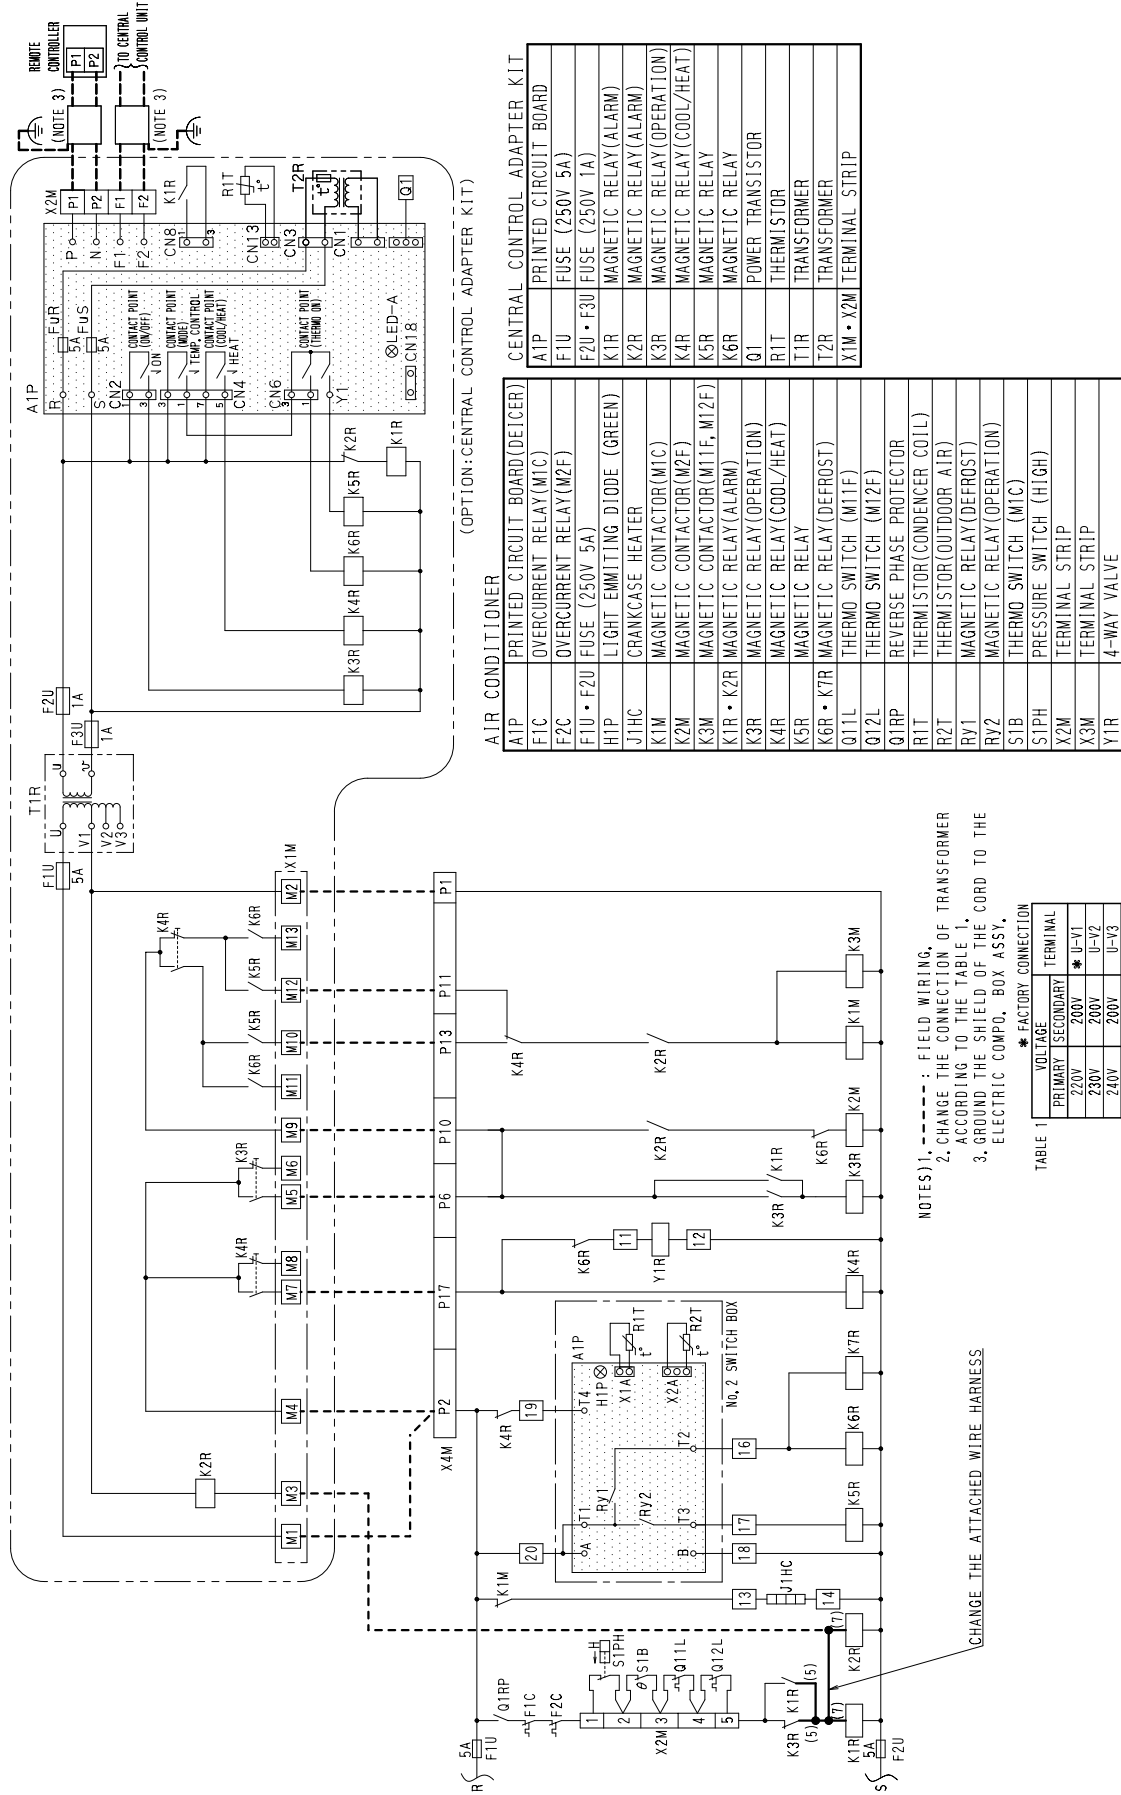 REMOTE
CONTROLLER
P1
P2
TO CENTRAL
CONTROL UNIT
(NOTE 3)
(NOTE 3)
X2M
P1
P2
F1
F2
P
N
F1
F2
CN8
1
3
K1R
CN13
R1T
t°
CN3
T2R
t°
CN1
Q1
A1P
R
S
FuR
5A
FuS
5A
CN2
1
3
CONTACT POINT
(ON/OFF)
ON
CONTACT POINT
(MODE)
TEMP. CONTROL
CONTACT POINT
(COOL/HEAT)
HEAT
3
1
7
5
CN4
CN6
3
1
CONTACT POINT
(THERMO ON)
Y1
LED-A
CN18
K2R
K1R
K5R
K6R
K4R
K3R
(OPTION:CENTRAL CONTROL ADAPTER KIT)
F2U
1A
F3U
1A
T1R
U
V1
V2
V3
u
v
F1U
5A
X1M
M2
M13
M12
M10
M11
M9
M6
M5
M8
M7
M4
M3
M1
K4R
K6R
K5R
K5R
K6R
K3R
K4R
K2R
X4M
P1
P11
P13
P10
P6
P17
P2
K4R
K2R
K3M
K1M
K2R
K6R
K2M
K1R
K3R
K3R
K6R
11
Y1R
12
K4R
No.2 SWITCH BOX
A1P
H1P
X1A
R1T
t°
X2A
R2T
t°
K4R
19
T4
T2
16
K7R
K6R
Ry1
T1
Ry2
T3
17
K5R
20
A
B
18
K1M
13
J1HC
14
R
5A
F1U
Q1RP
F1C
F2C
1
2
3
4
5
X2M
H
S1PH
θ
S1B
Q11L
Q12L
K3R
(5)
K1R
(5)
(7)
(7)
K1R
K2R
S
5A
F2U
CHANGE THE ATTACHED WIRE HARNESS
CENTRAL CONTROL ADAPTER KIT
A1P PRINTED CIRCUIT BOARD
F1U FUSE (250V 5A)
F2U • F3U FUSE (250V 1A)
K1R MAGNETIC RELAY(ALARM)
K2R MAGNETIC RELAY(ALARM)
K3R MAGNETIC RELAY(OPERATION)
K4R MAGNETIC RELAY(COOL/HEAT)
K5R MAGNETIC RELAY
K6R MAGNETIC RELAY
Q1 POWER TRANSISTOR
R1T THERMISTOR
T1R TRANSFORMER
T2R TRANSFORMER
X1M • X2M TERMINAL STRIP
AIR CONDITIONER
A1P PRINTED CIRCUIT BOARD(DEICER)
F1C OVERCURRENT RELAY(M1C)
F2C OVERCURRENT RELAY(M2F)
F1U • F2U FUSE (250V 5A)
H1P LIGHT EMMITING DIODE (GREEN)
J1HC CRANKCASE HEATER
K1M MAGNETIC CONTACTOR(M1C)
K2M MAGNETIC CONTACTOR(M2F)
K3M MAGNETIC CONTACTOR(M11F, M12F)
K1R • K2R MAGNETIC RELAY(ALARM)
K3R MAGNETIC RELAY(OPERATION)
K4R MAGNETIC RELAY(COOL/HEAT)
K5R MAGNETIC RELAY
K6R • K7R MAGNETIC RELAY(DEFROST)
Q11L THERMO SWITCH (M11F)
Q12L THERMO SWITCH (M12F)
Q1RP REVERSE PHASE PROTECTOR
R1T THERMISTOR(CONDENCER COIL)
R2T THERMISTOR(OUTDOOR AIR)
Ry1 MAGNETIC RELAY(DEFROST)
Ry2 MAGNETIC RELAY(OPERATION)
S1B THERMO SWITCH (M1C)
S1PH PRESSURE SWITCH (HIGH)
X2M TERMINAL STRIP
X3M TERMINAL STRIP
Y1R 4-WAY VALVE
NOTES)1. : FIELD WIRING.
2. CHANGE THE CONNECTION OF TRANSFORMER
ACCORDING TO THE TABLE 1.
3. GROUND THE SHIELD OF THE CORD TO THE
ELECTRIC COMPO. BOX ASSY.
✱ FACTORY CONNECTION
TABLE 1
VOLTAGE TERMINAL
PRIMARY SECONDARY
220V 200V ✱ U-V1
230V 200V U-V2
240V 200V U-V3